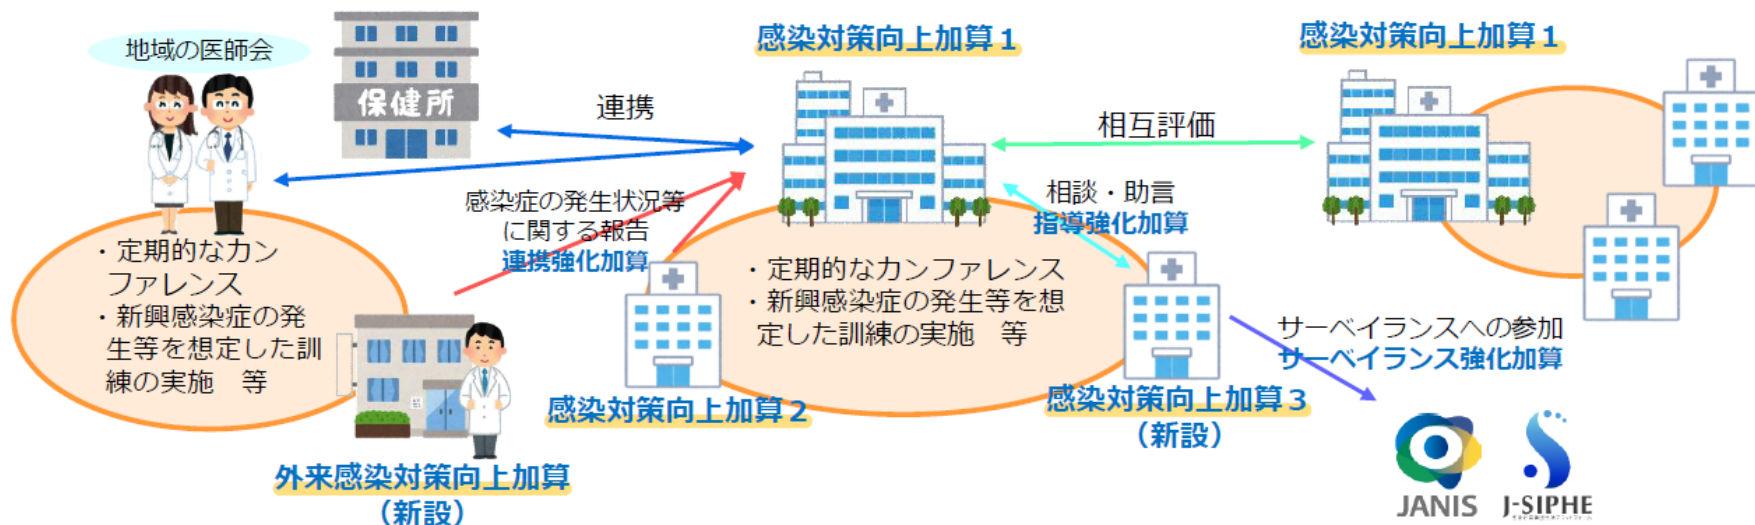 地域の医師会
保健所
連携
感染対策向上加算1
相互評価
感染対策向上加算1
感染症の発生状況等
に関する報告
連携強化加算
相談・助言
指導強化加算
・定期的なカン
ファレンス
・新興感染症の発
生等を想定した訓
練の実施　等
・定期的なカンファレンス
・新興感染症の発生等を想
定した訓練の実施　等
サーベイランスへの参加
サーベイランス強化加算
感染対策向上加算2
感染対策向上加算3
（新設）
外来感染対策向上加算
（新設）
JANIS
J-SIPHE